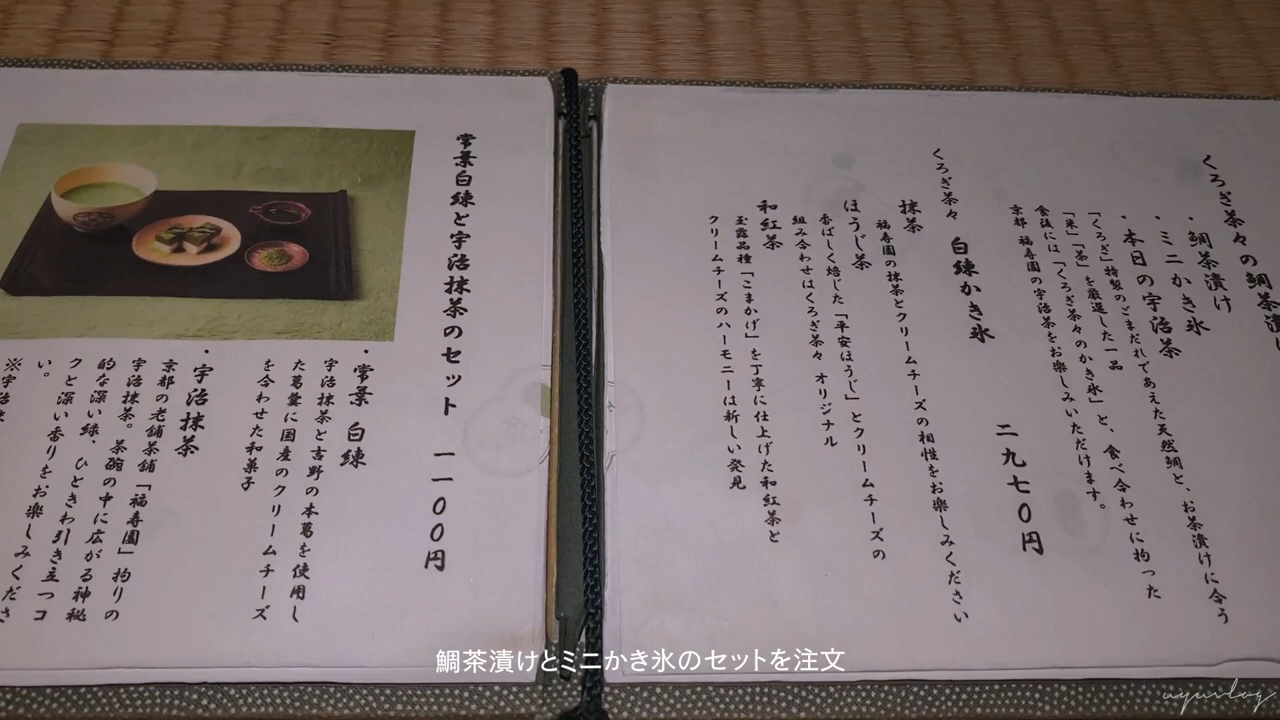 くろぎ茶々の鯛茶漬け
・鯛茶漬け
・ミニかき氷
・本日の宇治茶
「くろぎ」特製のごまだれであえた天然鯛と、お茶漬けに合う
「米」「茶」を厳選した一品
食後には「くろぎ茶々のかき氷」と、食べ合わせに拘った
京都 福寿園の宇治茶をお楽しみいただけます。
二九七0円
くろぎ茶々 白練かき氷
抹茶
福寿園の抹茶とクリームチーズの相性をお楽しみください
ほうじ茶
香ばしく焙じた「平安ほうじ」とクリームチーズの
組み合わせはくろぎ茶々 オリジナル
和紅茶
玉露品種「こまかげ」を丁寧に仕上げた和紅茶と
クリームチーズのハーモニーは新しい発見
常葉白練と宇治抹茶のセット 一一00円
・常葉 白練
宇治抹茶と吉野の本葛を使用し
た葛羹に国産のクリームチーズ
を合わせた和菓子
・宇治抹茶
京都の老舗茶舗「福寿園」拘りの
宇治抹茶。茶碗の中に広がる神秘
的な深い緑、ひときわ引き立つコ
クと深い香りをお楽しみくださ
い。
※宇治抹
鯛茶漬けとミニかき氷のセットを注文
uyuvlog